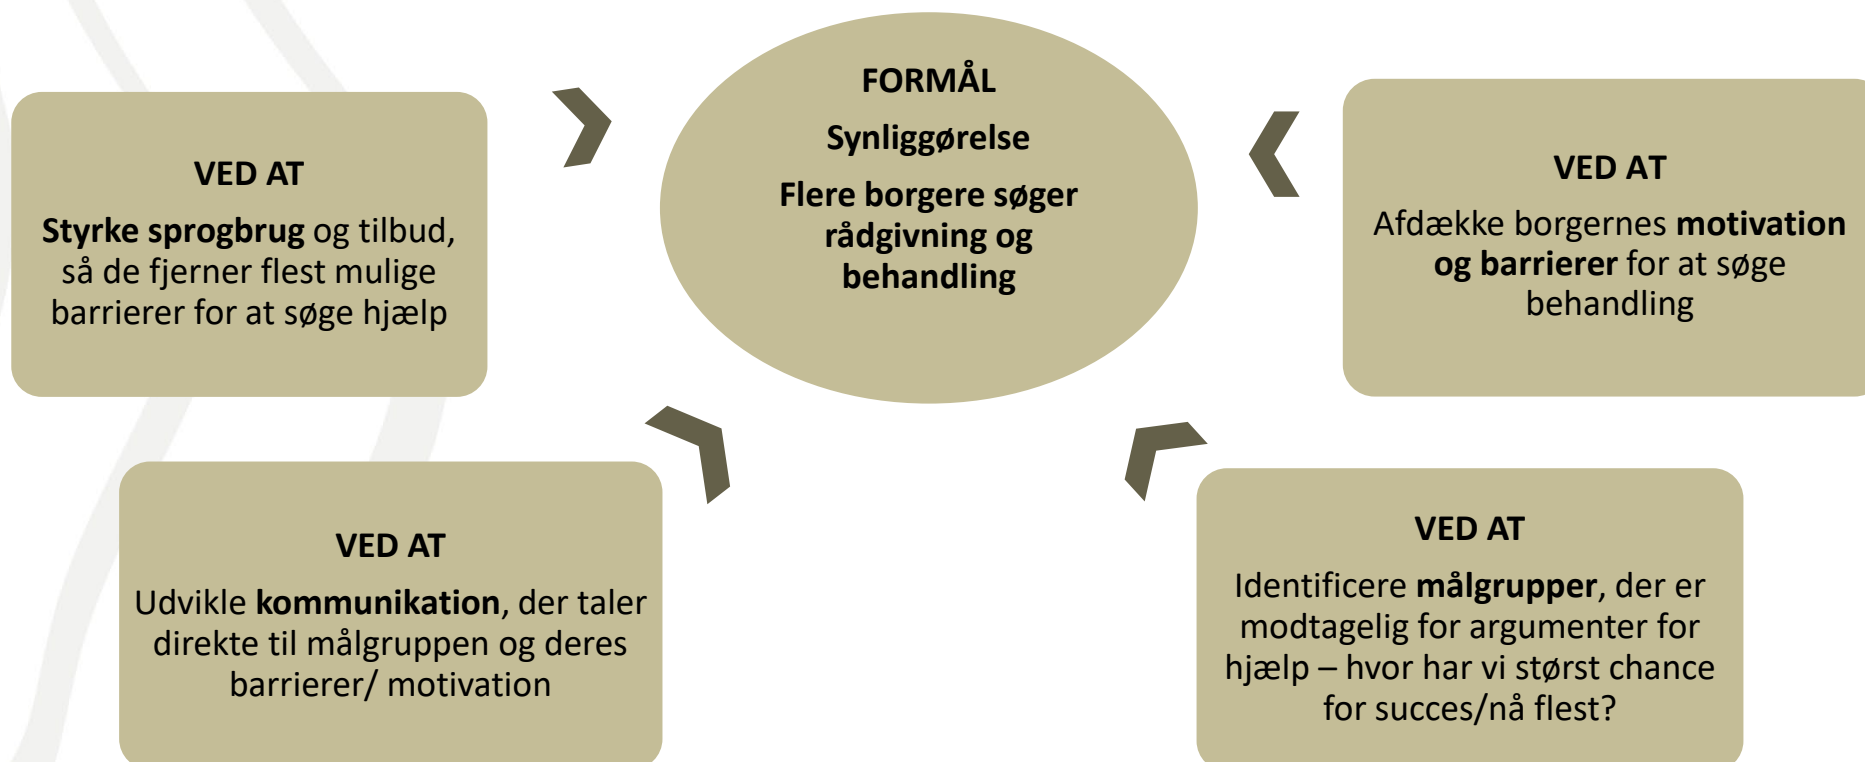 FORMÅL
Synliggørelse
Flere borgere søger
rådgivning og
behandling
VED AT
Styrke sprogbrug og tilbud,
så de fjerner flest mulige
barrierer for at søge hjælp
VED AT
Afdække borgernes motivation
og barrierer for at søge
behandling
VED AT
Udvikle kommunikation, der taler
direkte til målgruppen og deres
barrierer/ motivation
VED AT
Identificere målgrupper, der er
modtagelig for argumenter for
hjælp – hvor har vi størst chance
for succes/nå flest?